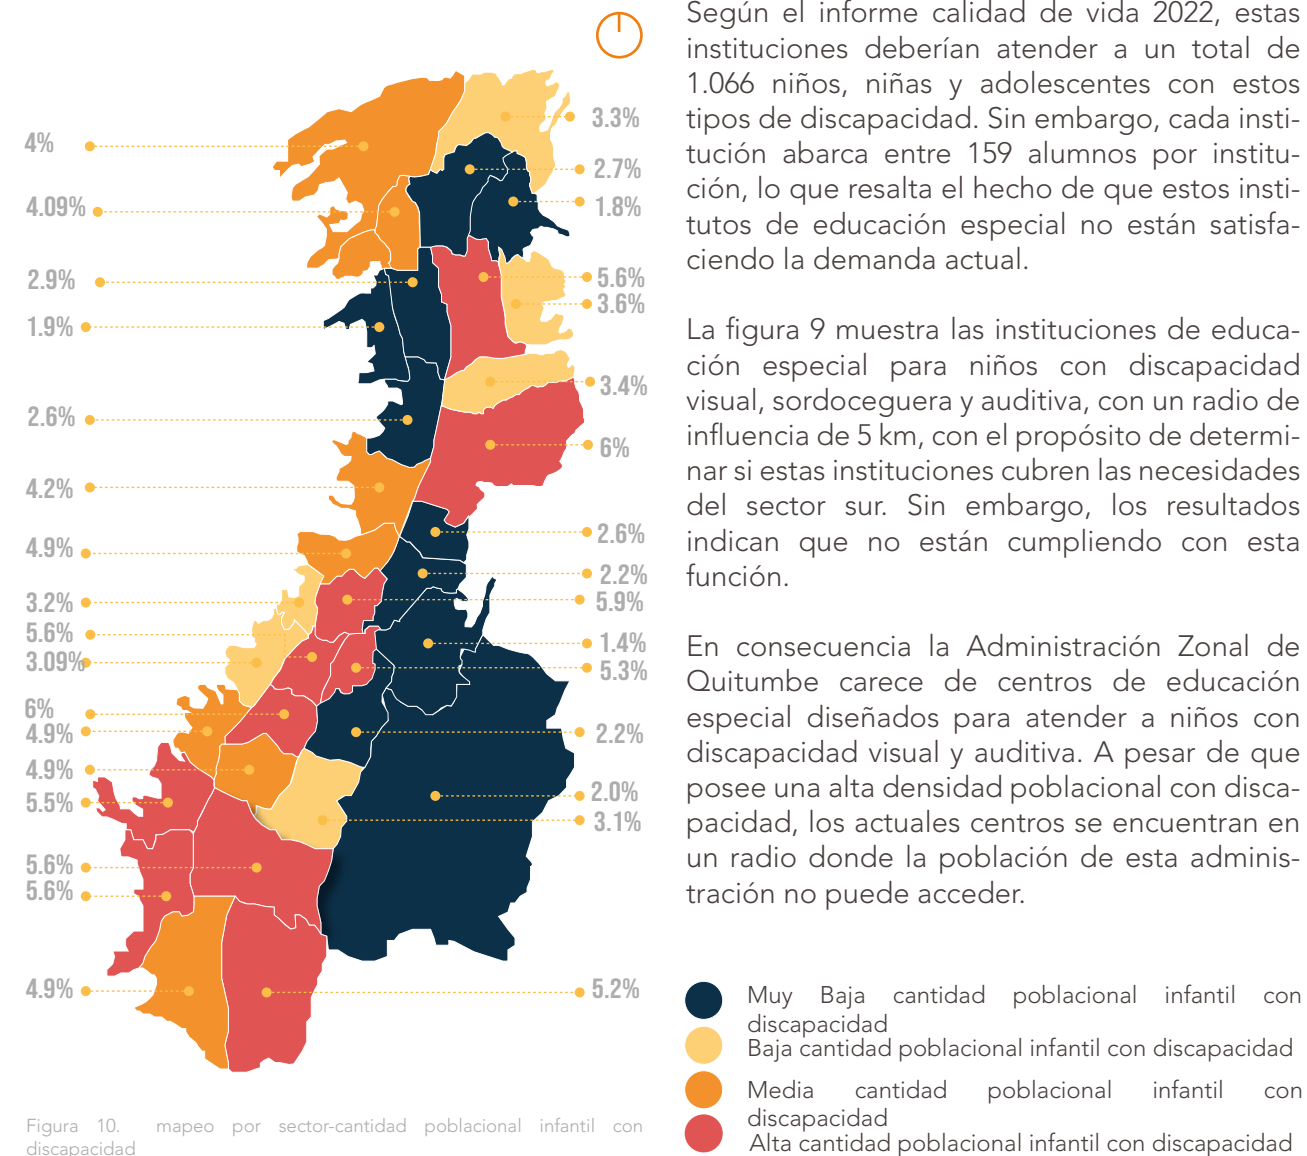 4%
4.09%
2.9%
1.9%
2.6%
4.2%
4.9%
3.2%
5.6%
3.09%
6%
4.9%
4.9%
5.5%
5.6%
5.6%
4.9%
3.3%
2.7%
1.8%
5.6%
3.6%
3.4%
6%
2.6%
2.2%
5.9%
1.4%
5.3%
2.2%
2.0%
3.1%
5.2%
Figura 10. mapeo por sector-cantidad poblacional infantil con
discapacidad
Según el informe calidad de vida 2022, estas
instituciones deberían atender a un total de
1.066 niños, niñas y adolescentes con estos
tipos de discapacidad. Sin embargo, cada insti-
tución abarca entre 159 alumnos por institu-
ción, lo que resalta el hecho de que estos insti-
tutos de educación especial no están satisfa-
ciendo la demanda actual.
La figura 9 muestra las instituciones de educa-
ción especial para niños con discapacidad
visual, sordoceguera y auditiva, con un radio de
influencia de 5 km, con el propósito de determi-
nar si estas instituciones cubren las necesidades
del sector sur. Sin embargo, los resultados
indican que no están cumpliendo con esta
función.
En consecuencia la Administración Zonal de
Quitumbe carece de centros de educación
especial diseñados para atender a niños con
discapacidad visual y auditiva. A pesar de que
posee una alta densidad poblacional con disca-
pacidad, los actuales centros se encuentran en
un radio donde la población de esta adminis-
tración no puede acceder.
Muy Baja cantidad poblacional infantil con
discapacidad
Baja cantidad poblacional infantil con discapacidad
Media cantidad poblacional infantil con
discapacidad
Alta cantidad poblacional infantil con discapacidad